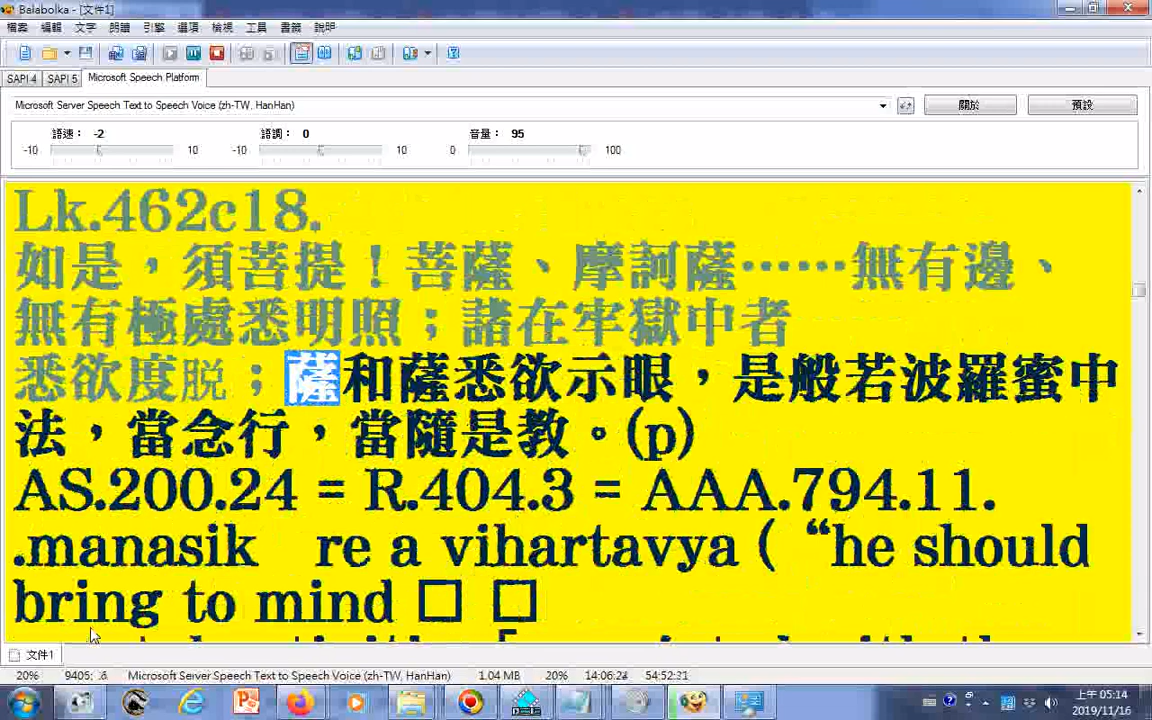 Balabolka - [文件1]
檔案 編輯 文字 朗讀 引擎 選項 檢視 工具 書籤 說明
SAPI 4 SAPI 5 Microsoft Speech Platform
Microsoft Server Speech Text to Speech Voice (zh-TW, HanHan) 關於 預設
語速： -2 語調： 0 音量： 95
-10 10 -10 10 0 100
Lk.462c18.
如是，須菩提！菩薩、摩訶薩……無有邊、
無有極處悉明照；諸在牢獄中者
悉欲度脱；薩和薩悉欲示眼，是般若波羅蜜中
法，當念行，當隨是教。(p)
AS.200.24 = R.404.3 = AAA.794.11.
.manasik re a vihartavya ( “he should
bring to mind □ □
文件1
20% 9405: Microsoft Server Speech Text to Speech Voice (zh-TW, HanHan) 1.04 MB 20% 14:06:24
上午 05:14
2019/11/16